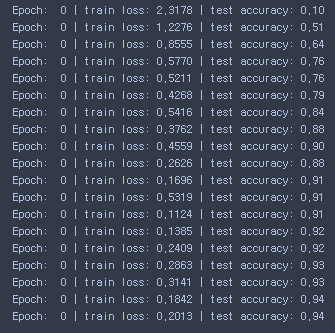 Epoch:  0 | train loss: 2.3178 | test accuracy: 0.10
Epoch:  0 | train loss: 1.2276 | test accuracy: 0.51
Epoch:  0 | train loss: 0.8555 | test accuracy: 0.64
Epoch:  0 | train loss: 0.5770 | test accuracy: 0.76
Epoch:  0 | train loss: 0.5211 | test accuracy: 0.76
Epoch:  0 | train loss: 0.4268 | test accuracy: 0.79
Epoch:  0 | train loss: 0.5416 | test accuracy: 0.84
Epoch:  0 | train loss: 0.3762 | test accuracy: 0.88
Epoch:  0 | train loss: 0.4559 | test accuracy: 0.90
Epoch:  0 | train loss: 0.2626 | test accuracy: 0.88
Epoch:  0 | train loss: 0.1696 | test accuracy: 0.91
Epoch:  0 | train loss: 0.5319 | test accuracy: 0.91
Epoch:  0 | train loss: 0.1124 | test accuracy: 0.91
Epoch:  0 | train loss: 0.1385 | test accuracy: 0.92
Epoch:  0 | train loss: 0.2409 | test accuracy: 0.92
Epoch:  0 | train loss: 0.2863 | test accuracy: 0.93
Epoch:  0 | train loss: 0.3141 | test accuracy: 0.93
Epoch:  0 | train loss: 0.1842 | test accuracy: 0.94
Epoch:  0 | train loss: 0.2013 | test accuracy: 0.94